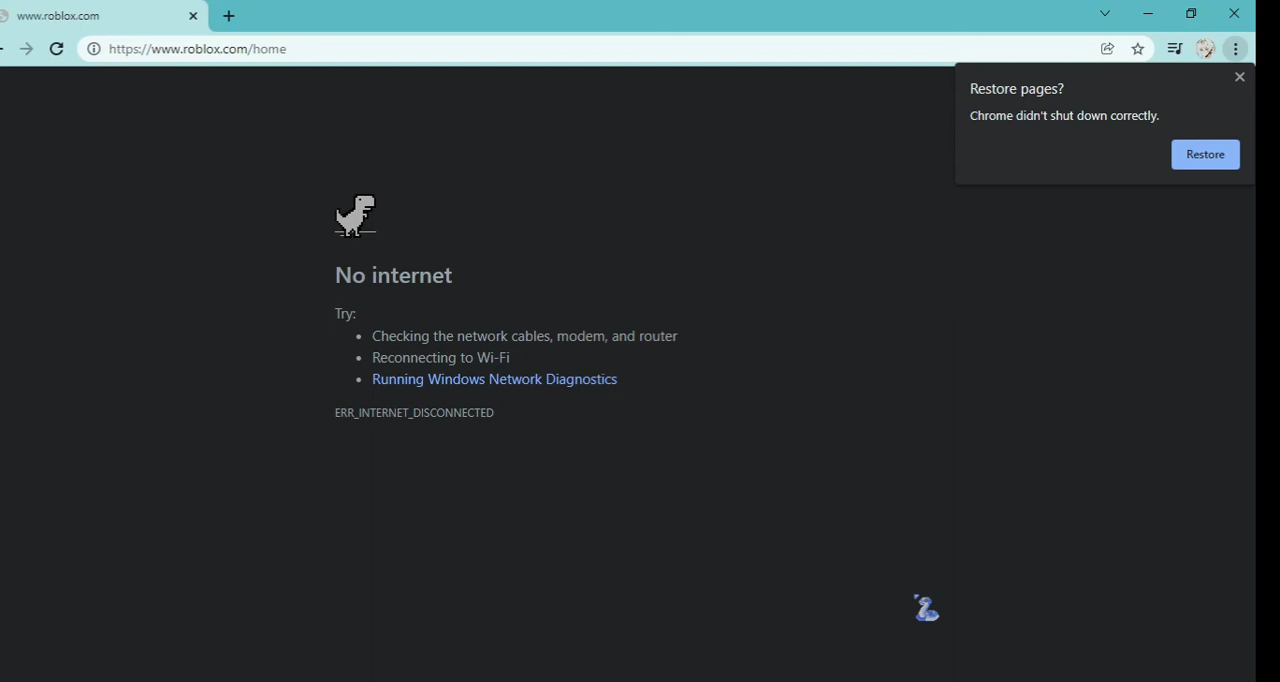 www.roblox.com
https://www.roblox.com/home
Restore pages?
Chrome didn't shut down correctly.
Restore
No internet
Try:
• Checking the network cables, modem, and router
• Reconnecting to Wi-Fi
• Running Windows Network Diagnostics
ERR_INTERNET_DISCONNECTED